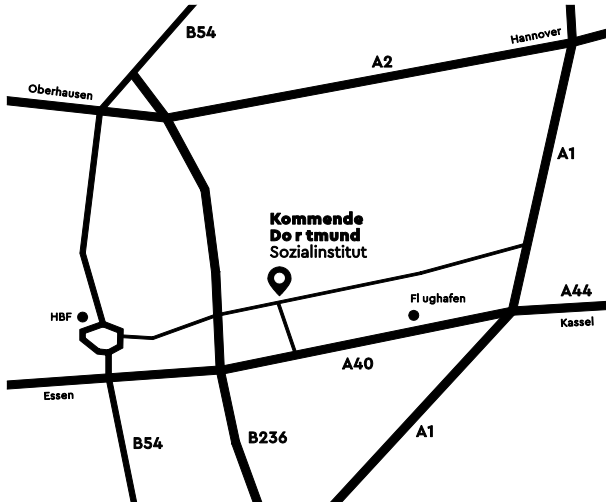 B54
Hannover
A2
Oberhausen
A1
Kommende
Do r tmund
Sozialinstitut
A44
Fl ughafen
HBF
Kassel
A40
Essen
A1
B236
B54